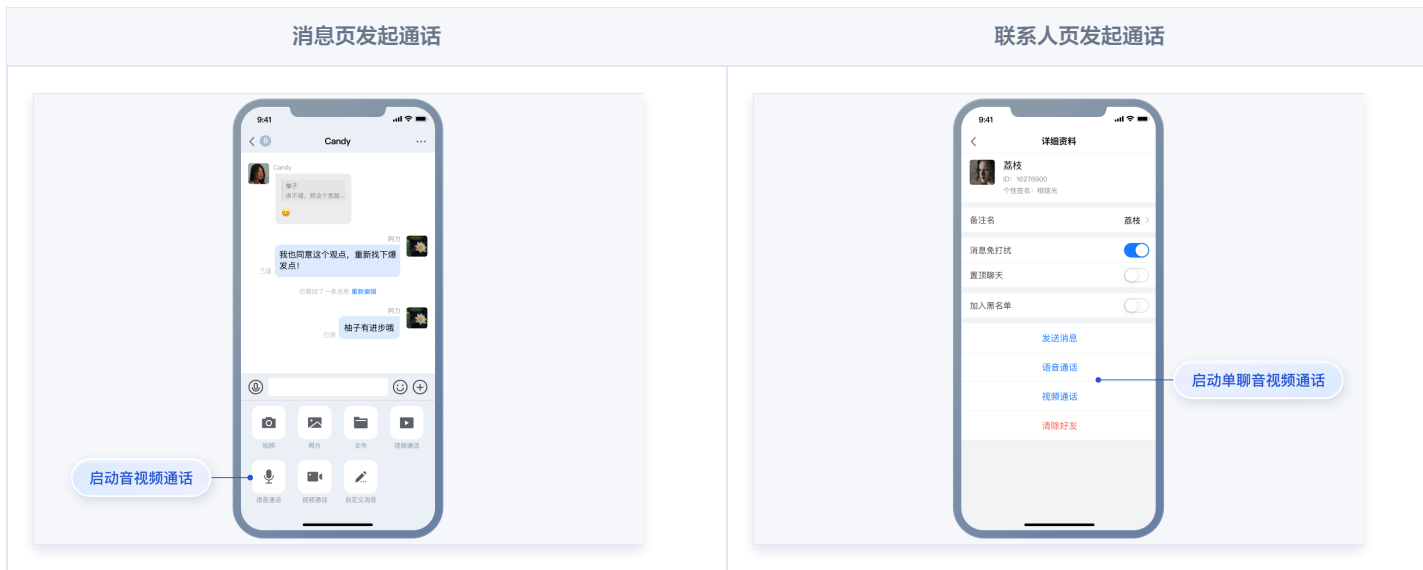 消息页发起通话
联系人页发起通话
9:41
B
Candy
Candy
柚子
很不错，照这个思路...
阿力
我也同意这个观点，重新找下爆
发点！
已读
你撤回了一条消息 重新编辑
阿力
柚子有进步哦
已读
拍照
照片
文件
视频通话
启动音视频通话
语音通话
视频通话
自定义消息
9:41
详细资料
荔枝
ID：16278900
个性签名：相信光
备注名
荔枝
消息免打扰
置顶聊天
加入黑名单
发送消息
语音通话
启动单聊音视频通话
视频通话
清除好友